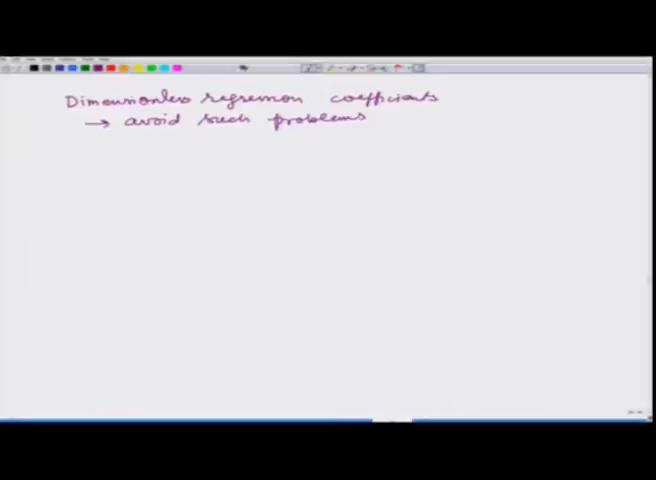 Dimensionless regression coefficients
→ avoid such problems